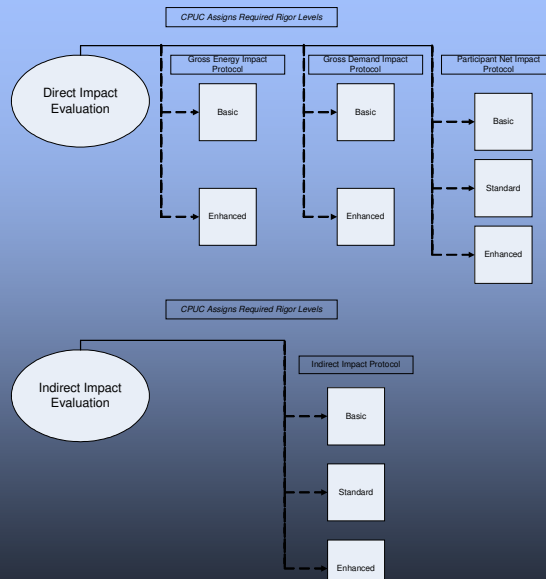 CPUC Assigns Required Rigor Levels
Gross Energy Impact
Protocol
Gross Demand Impact
Protocol
Participant Net Impact
Protocol
Direct Impact
Evaluation
Basic
Basic
Basic
Standard
Enhanced
Enhanced
Enhanced
CPUC Assigns Required Rigor Levels
Indirect Impact Protocol
Indirect Impact
Evaluation
Basic
Standard
Enhanced